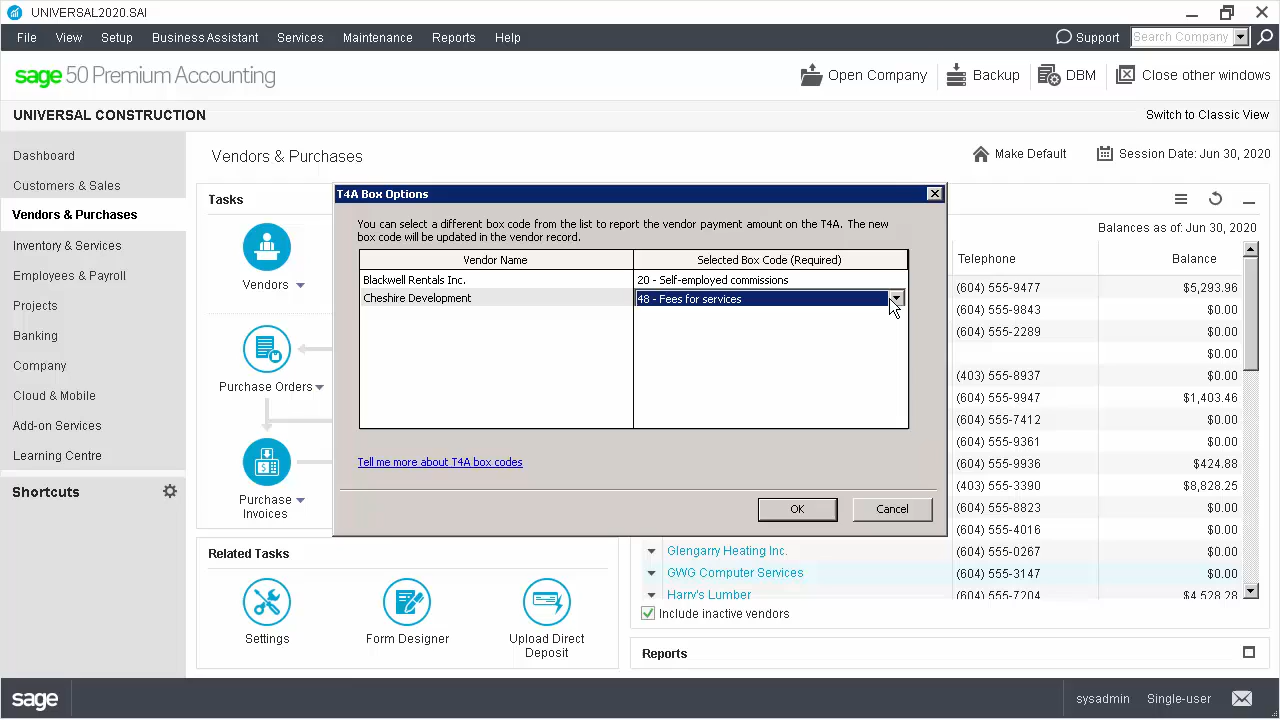 UNIVERSAL2020.SAI
File View Setup Business Assistant Services Maintenance Reports Help
Support Search Company
sage 50 Premium Accounting
Open Company Backup DBM Close other windows
UNIVERSAL CONSTRUCTION
Switch to Classic View
Dashboard
Customers & Sales
Vendors & Purchases
Inventory & Services
Employees & Payroll
Projects
Banking
Company
Cloud & Mobile
Add-on Services
Learning Centre
Shortcuts
Vendors & Purchases
Make Default Session Date: Jun 30, 2020
Tasks
Vendors
Purchase Orders
Purchase
Invoices
T4A Box Options
You can select a different box code from the list to report the vendor payment amount on the T4A. The new
box code will be updated in the vendor record.
Vendor Name Selected Box Code (Required)
Blackwell Rentals Inc. 20 - Self-employed commissions
Cheshire Development 48 - Fees for services
Tell me more about T4A box codes
OK Cancel
Balances as of: Jun 30, 2020
Telephone Balance
(604) 555-9477 $5,293.96
(604) 555-9843 $0.00
(604) 555-2289 $0.00
$0.00
(403) 555-8937 $0.00
(604) 555-9947 $1,403.46
(604) 555-7412 $0.00
(604) 555-9361 $0.00
(604) 555-9936 $424.88
(403) 555-3390 $8,828.25
(604) 555-8823 $0.00
(604) 555-4016 $0.00
Glengarry Heating Inc. (604) 555-0267 $0.00
GWG Computer Services (604) 555-3147 $0.00
Harry's Lumber (604) 555-7204 $4,528.28
Include inactive vendors
Related Tasks
Settings
Form Designer
Upload Direct
Deposit
Reports
sage
sysadmin Single-user